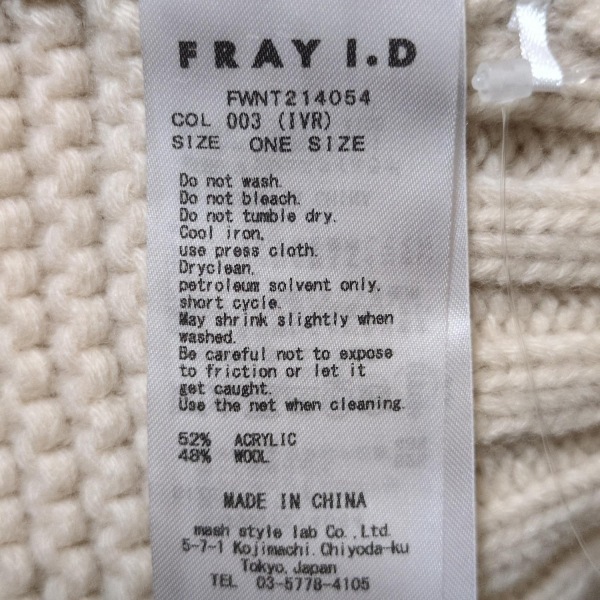 FRAY I.D
FWNT214054
COL 003 (IVR)
SIZE ONE SIZE
Do not wash.
Do not bleach.
Do not tumble dry.
Cool iron,
use press cloth.
Dryclean,
petroleum solvent only,
short cycle.
May shrink slightly when
washed.
Be careful not to expose
to friction or let it
get caught.
Use the net when cleaning.
52% ACRYLIC
48% WOOL
MADE IN CHINA
mash style lab Co.,Ltd.
5-7-1 Kojimachi.Chiyoda-ku
Tokyo,Japan
TEL 03-5778-4105